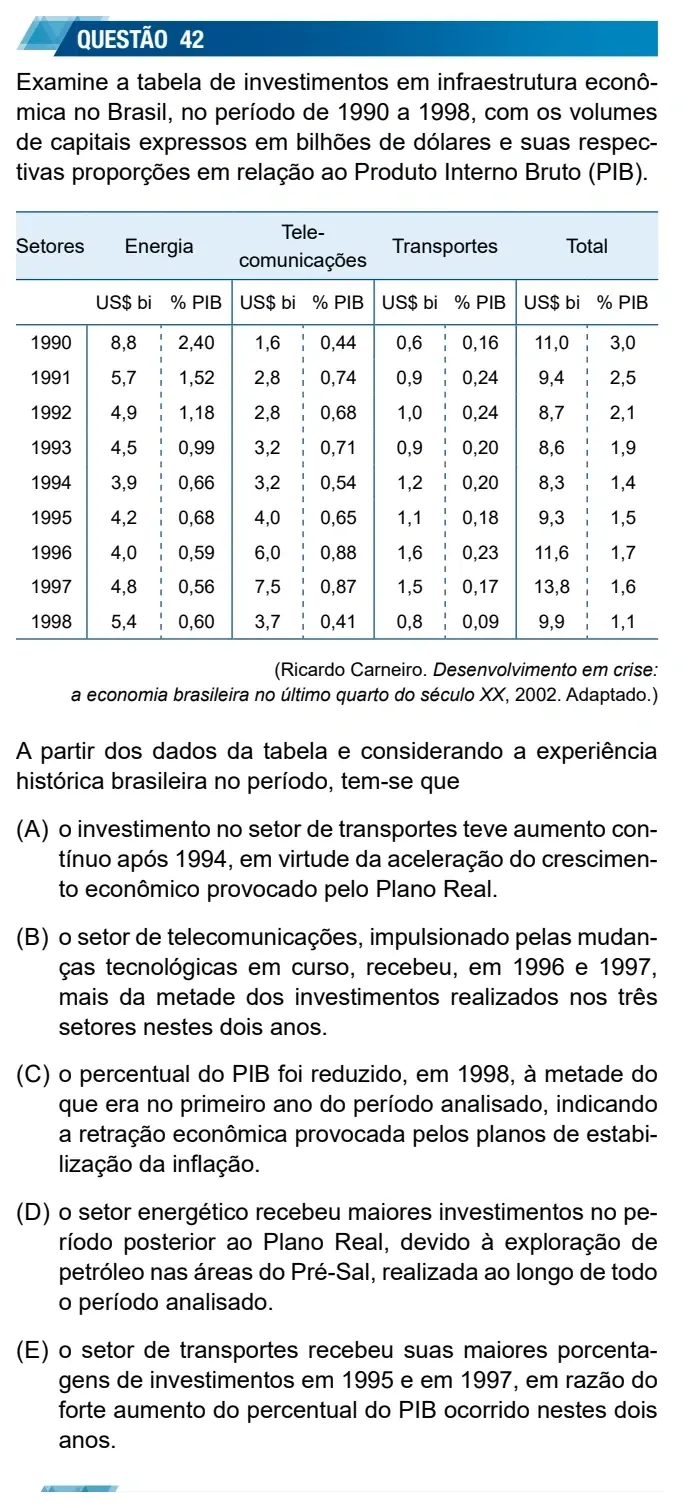 QUESTÃO 42
Examine a tabela de investimentos em infraestrutura econô-
mica no Brasil, no período de 1990 a 1998, com os volumes
de capitais expressos em bilhões de dólares e suas respec-
tivas proporções em relação ao Produto Interno Bruto (PIB).
Setores Energia Tele- Transportes Total
comunicações
US$ bi % PIB US$ bi % PIB US$ bi % PIB US$ bi % PIB
1990 8,8 2,40 1,6 0,44 0,6 0,16 11,0 3,0
1991 5,7 1,52 2,8 0,74 0,9 0,24 9,4 2,5
1992 4,9 1,18 2,8 0,68 1,0 0,24 8,7 2,1
1993 4,5 0,99 3,2 0,71 0,9 0,20 8,6 1,9
1994 3,9 0,66 3,2 0,54 1,2 0,20 8,3 1,4
1995 4,2 0,68 4,0 0,65 1,1 0,18 9,3 1,5
1996 4,0 0,59 6,0 0,88 1,6 0,23 11,6 1,7
1997 4,8 0,56 7,5 0,87 1,5 0,17 13,8 1,6
1998 5,4 0,60 3,7 0,41 0,8 0,09 9,9 1,1
(Ricardo Carneiro. Desenvolvimento em crise:
a economia brasileira no último quarto do século XX, 2002. Adaptado.)
A partir dos dados da tabela e considerando a experiência
histórica brasileira no período, tem-se que
(A) o investimento no setor de transportes teve aumento con-
tínuo após 1994, em virtude da aceleração do crescimen-
to econômico provocado pelo Plano Real.
(B) o setor de telecomunicações, impulsionado pelas mudan-
ças tecnológicas em curso, recebeu, em 1996 e 1997,
mais da metade dos investimentos realizados nos três
setores nestes dois anos.
(C) o percentual do PIB foi reduzido, em 1998, à metade do
que era no primeiro ano do período analisado, indicando
a retração econômica provocada pelos planos de estabi-
lização da inflação.
(D) o setor energético recebeu maiores investimentos no pe-
ríodo posterior ao Plano Real, devido à exploração de
petróleo nas áreas do Pré-Sal, realizada ao longo de todo
o período analisado.
(E) o setor de transportes recebeu suas maiores porcenta-
gens de investimentos em 1995 e em 1997, em razão do
forte aumento do percentual do PIB ocorrido nestes dois
anos.